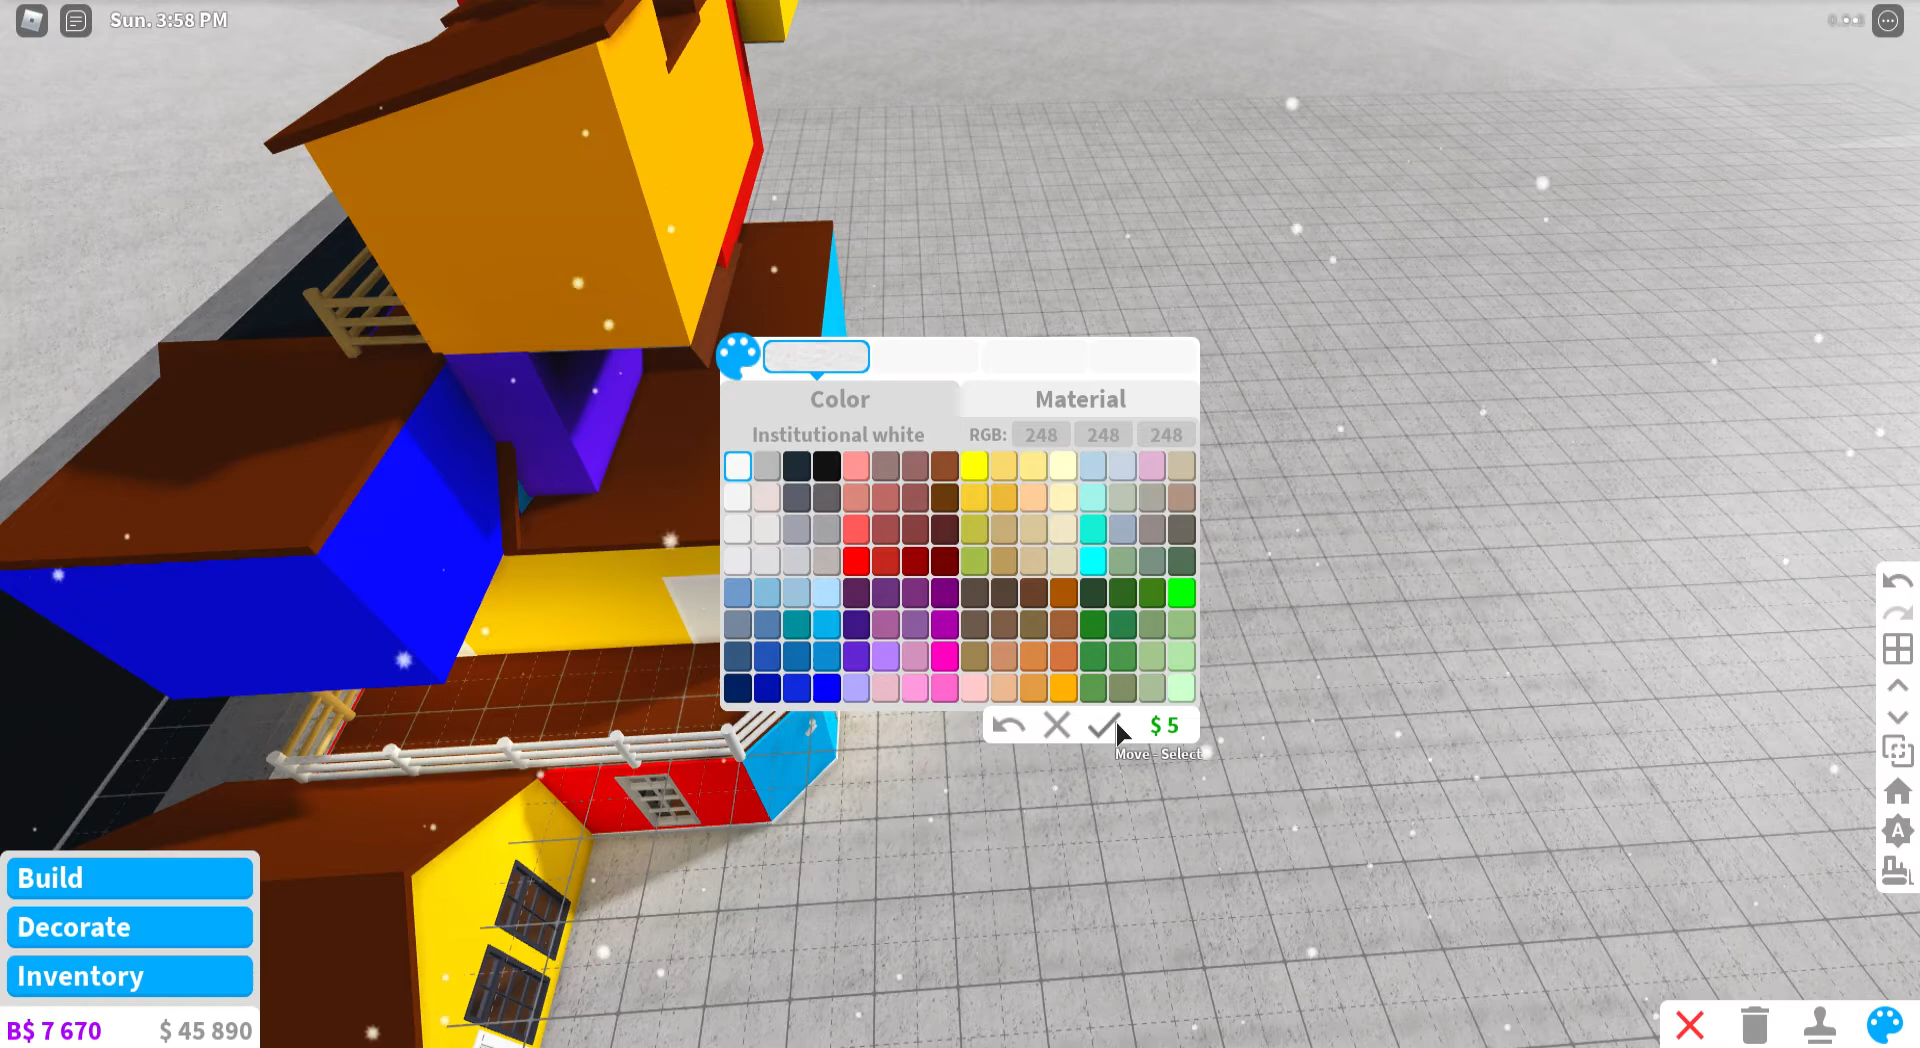 Sun. 3:58 PM
Color
Material
Institutional white
RGB: 248 248 248
$ 5
Move - Select
Build
Decorate
Inventory
B$ 7 670
$ 45 890
A